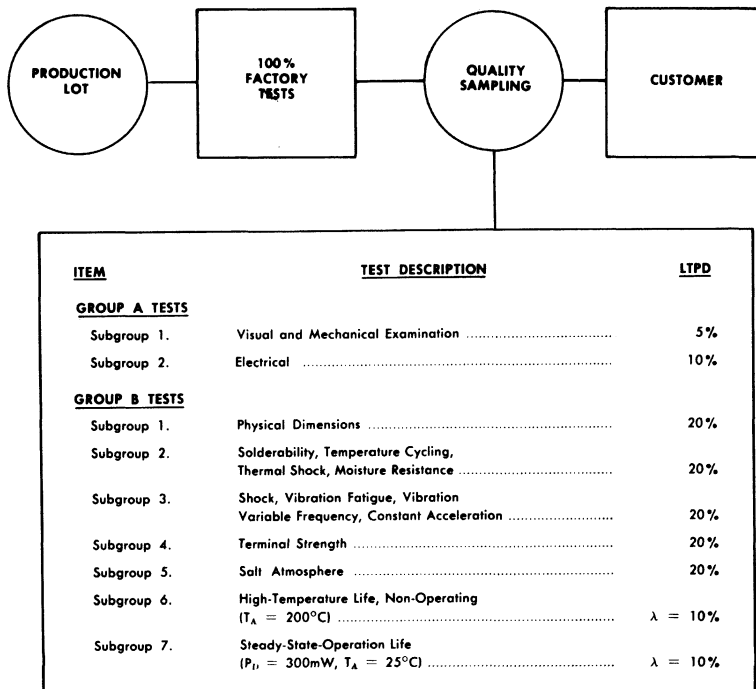 PRODUCTION
LOT
100%
FACTORY
TESTS
QUALITY
SAMPLING
CUSTOMER
ITEM TEST DESCRIPTION LTPD
GROUP A TESTS
Subgroup 1. Visual and Mechanical Examination ........................................ 5%
Subgroup 2. Electrical ........................................ 10%
GROUP B TESTS
Subgroup 1. Physical Dimensions ........................................ 20%
Subgroup 2. Solderability, Temperature Cycling,
Thermal Shock, Moisture Resistance ........................................ 20%
Subgroup 3. Shock, Vibration Fatigue, Vibration
Variable Frequency, Constant Acceleration ........................................ 20%
Subgroup 4. Terminal Strength ........................................ 20%
Subgroup 5. Salt Atmosphere ........................................ 20%
Subgroup 6. High-Temperature Life, Non-Operating
(T_A = 200°C) ........................................ λ = 10%
Subgroup 7. Steady-State-Operation Life
(P_D = 300mW, T_A = 25°C) ........................................ λ = 10%